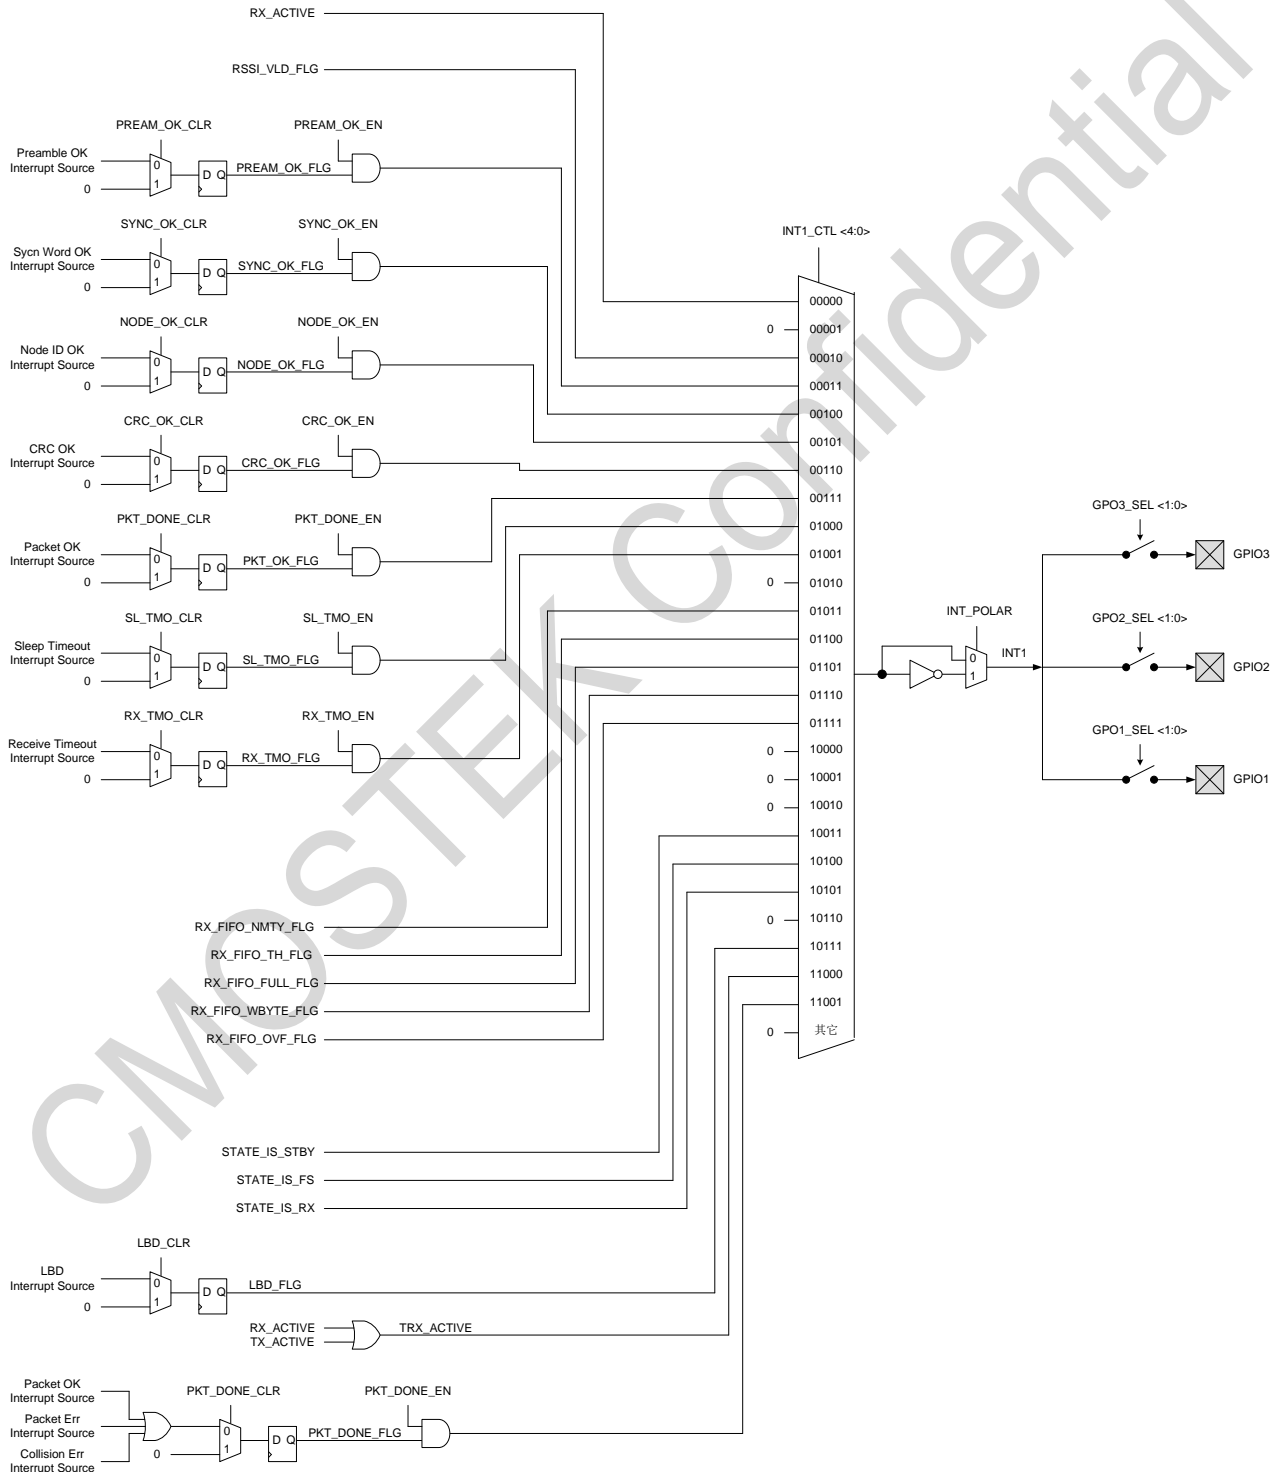 RX_ACTIVE
RSSI_VLD_FLG
PREAM_OK_CLR
PREAM_OK_EN
Preamble OK
Interrupt Source
0
0
1
D Q
PREAM_OK_FLG
SYNC_OK_CLR
SYNC_OK_EN
Sycn Word OK
Interrupt Source
0
0
1
D Q
SYNC_OK_FLG
NODE_OK_CLR
NODE_OK_EN
Node ID OK
Interrupt Source
0
0
1
D Q
NODE_OK_FLG
CRC_OK_CLR
CRC_OK_EN
CRC OK
Interrupt Source
0
0
1
D Q
CRC_OK_FLG
PKT_DONE_CLR
PKT_DONE_EN
Packet OK
Interrupt Source
0
0
1
D Q
PKT_OK_FLG
SL_TMO_CLR
SL_TMO_EN
Sleep Timeout
Interrupt Source
0
0
1
D Q
SL_TMO_FLG
RX_TMO_CLR
RX_TMO_EN
Receive Timeout
Interrupt Source
0
0
1
D Q
RX_TMO_FLG
RX_FIFO_NMTY_FLG
RX_FIFO_TH_FLG
RX_FIFO_FULL_FLG
RX_FIFO_WBYTE_FLG
RX_FIFO_OVF_FLG
STATE_IS_STBY
STATE_IS_FS
STATE_IS_RX
LBD_CLR
LBD
Interrupt Source
0
0
1
D Q
LBD_FLG
RX_ACTIVE
TX_ACTIVE
TRX_ACTIVE
Packet OK
Interrupt Source
Packet Err
Interrupt Source
Collision Err
Interrupt Source
PKT_DONE_CLR
PKT_DONE_EN
0
0
1
D Q
PKT_DONE_FLG
INT1_CTL <4:0>
00000
0 00001
00010
00011
00100
00101
00110
00111
01000
01001
0 01010
01011
01100
01101
01110
01111
0 10000
0 10001
0 10010
10011
10100
10101
0 10110
10111
11000
11001
0 其它
INT_POLAR
0
1
INT1
GPO3_SEL <1:0>
GPIO3
GPO2_SEL <1:0>
GPIO2
GPO1_SEL <1:0>
GPIO1
CMOSTEK Confidential